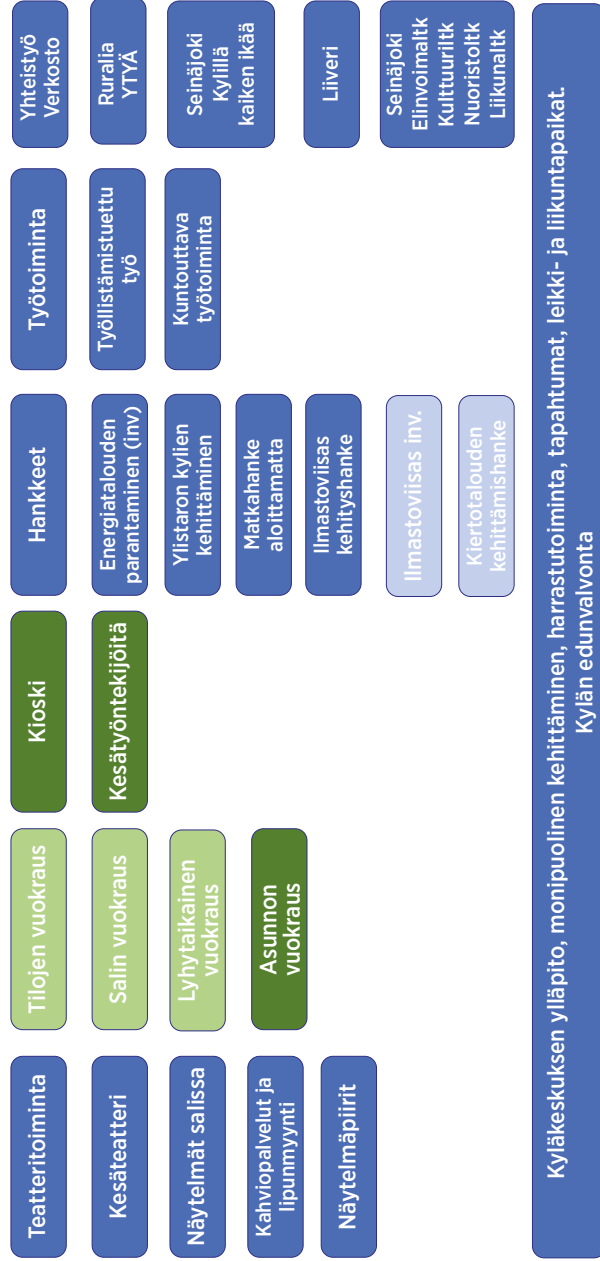 Teatteritoiminta
Kesäteatteri
Näytelmät salissa
Kahviopalvelut ja
lipunmyynti
Näytelmäpiirit
Tilojen vuokraus
Salin vuokraus
Lyhytaikainen
vuokraus
Asunnon
vuokraus
Kioski
Kesätyöntekijöitä
Hankkeet
Energiatalouden
parantaminen (inv)
Ylistaron kylien
kehittäminen
Matkahanke
aloittamatta
Ilmastoviisas
kehityshanke
Ilmastoviisas inv.
Kiertotalouden
kehittämishanke
Työtoiminta
Työllistämistuettu
työ
Kuntouttava
työtoiminta
Yhteistyö
Verkosto
Ruralia
YTYÄ
Seinäjoki
Kylillä
kaiken ikää
Liiveri
Seinäjoki
Elinvoimaltk
Kulttuuriltk
Nuoristoltk
Liikunaltk
Kyläkeskuksen ylläpito, monipuolinen kehittäminen, harrastutoiminta, tapahtumat, leikki- ja liikuntapaikat.
Kylän edunvalvonta